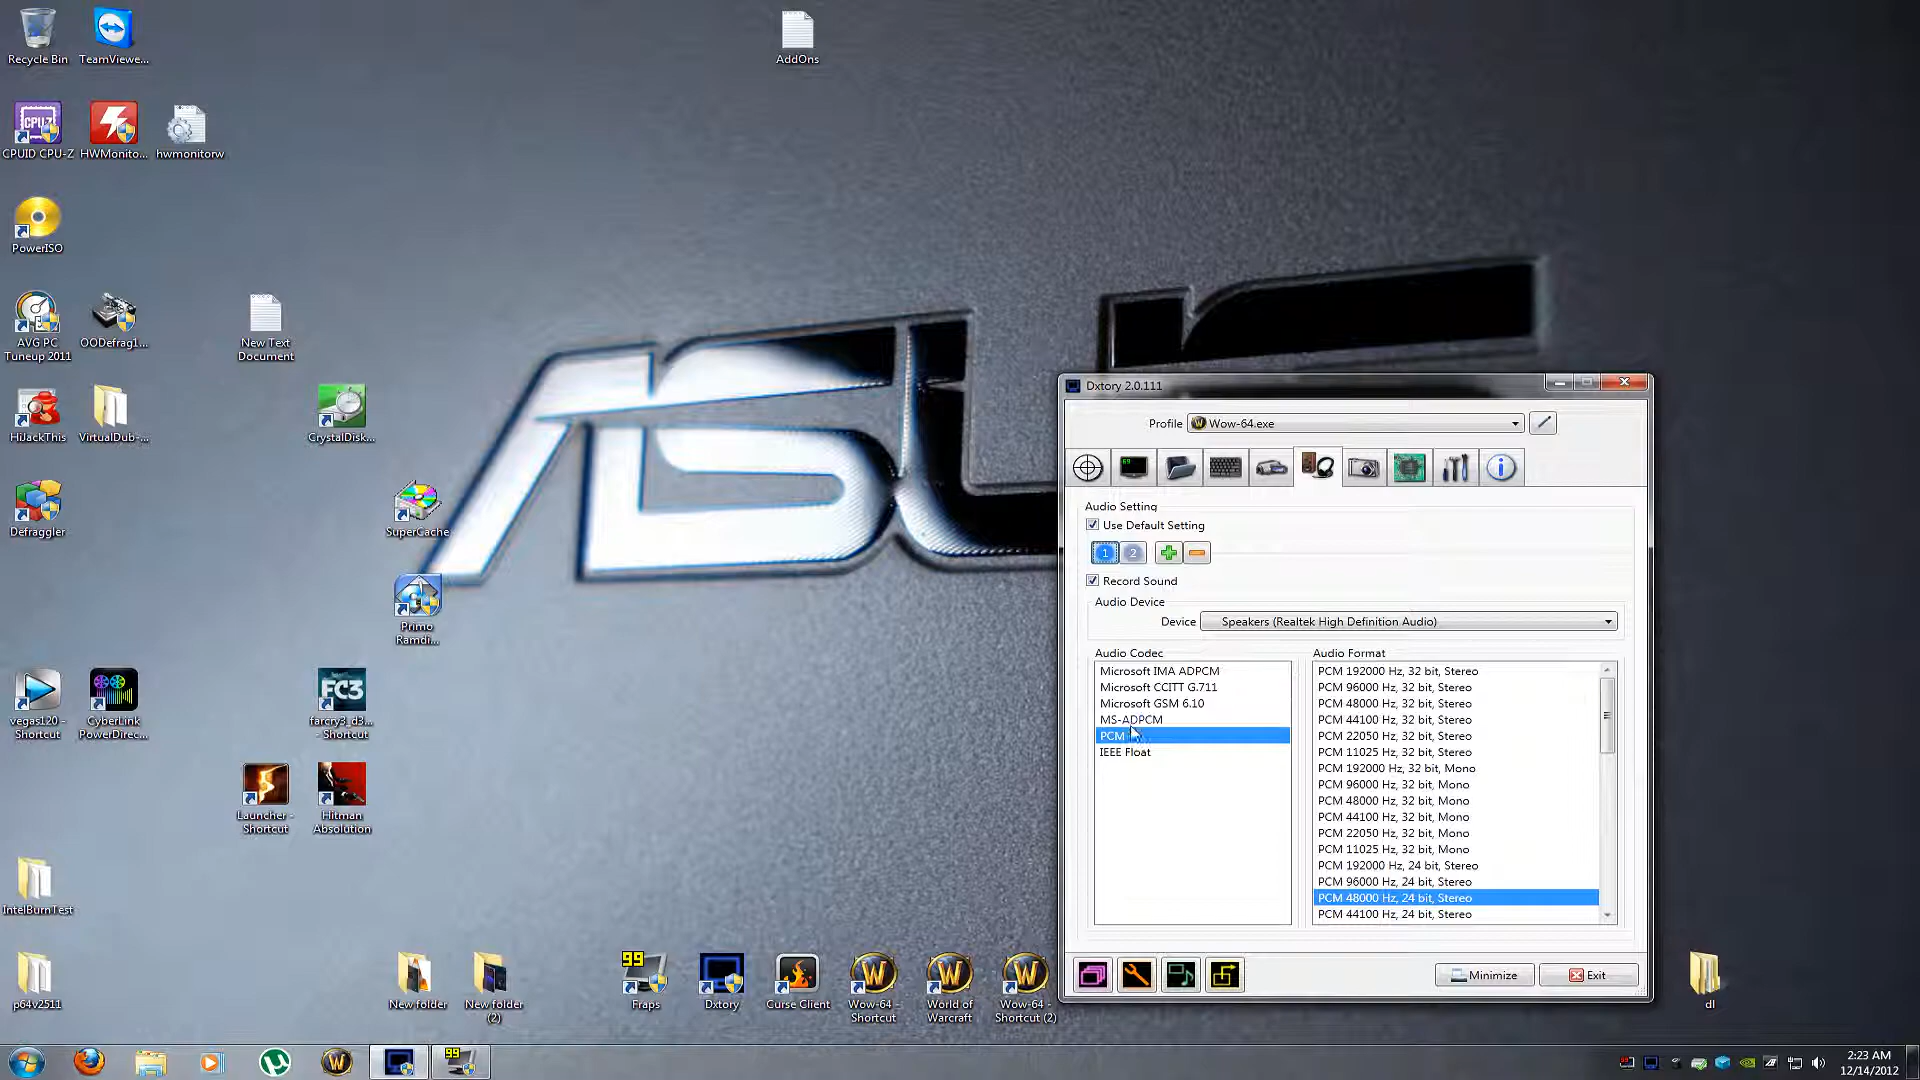 Recycle Bin
TeamViewe...
AddOns
CPUID CPU-Z
HWMonito...
hwmonitorw
PowerISO
AVG PC
Tuneup 2011
OODefrag1...
New Text
Document
HiJackThis
VirtualDub-...
CrystalDisk...
Defraggler
SuperCache
Primo
Ramdi...
vegas120 -
Shortcut
CyberLink
PowerDirec...
FC3
farcry3_d3...
- Shortcut
Launcher -
Shortcut
Hitman
Absolution
IntelBurnTest
p64v2511
New folder
New folder
(2)
99
Fraps
Dxtory
Curse Client
Wow-64 -
Shortcut
World of
Warcraft
Wow-64 -
Shortcut (2)
dl
Dxtory 2.0.111
Profile
Wow-64.exe
Audio Setting
Use Default Setting
1
2
Record Sound
Audio Device
Device
Speakers (Realtek High Definition Audio)
Audio Codec
Microsoft IMA ADPCM
Microsoft CCITT G.711
Microsoft GSM 6.10
MS-ADPCM
PCM
IEEE Float
Audio Format
PCM 192000 Hz, 32 bit, Stereo
PCM 96000 Hz, 32 bit, Stereo
PCM 48000 Hz, 32 bit, Stereo
PCM 44100 Hz, 32 bit, Stereo
PCM 22050 Hz, 32 bit, Stereo
PCM 11025 Hz, 32 bit, Stereo
PCM 192000 Hz, 32 bit, Mono
PCM 96000 Hz, 32 bit, Mono
PCM 48000 Hz, 32 bit, Mono
PCM 44100 Hz, 32 bit, Mono
PCM 22050 Hz, 32 bit, Mono
PCM 11025 Hz, 32 bit, Mono
PCM 192000 Hz, 24 bit, Stereo
PCM 96000 Hz, 24 bit, Stereo
PCM 48000 Hz, 24 bit, Stereo
PCM 44100 Hz, 24 bit, Stereo
Minimize
Exit
99
2:23 AM
12/14/2012